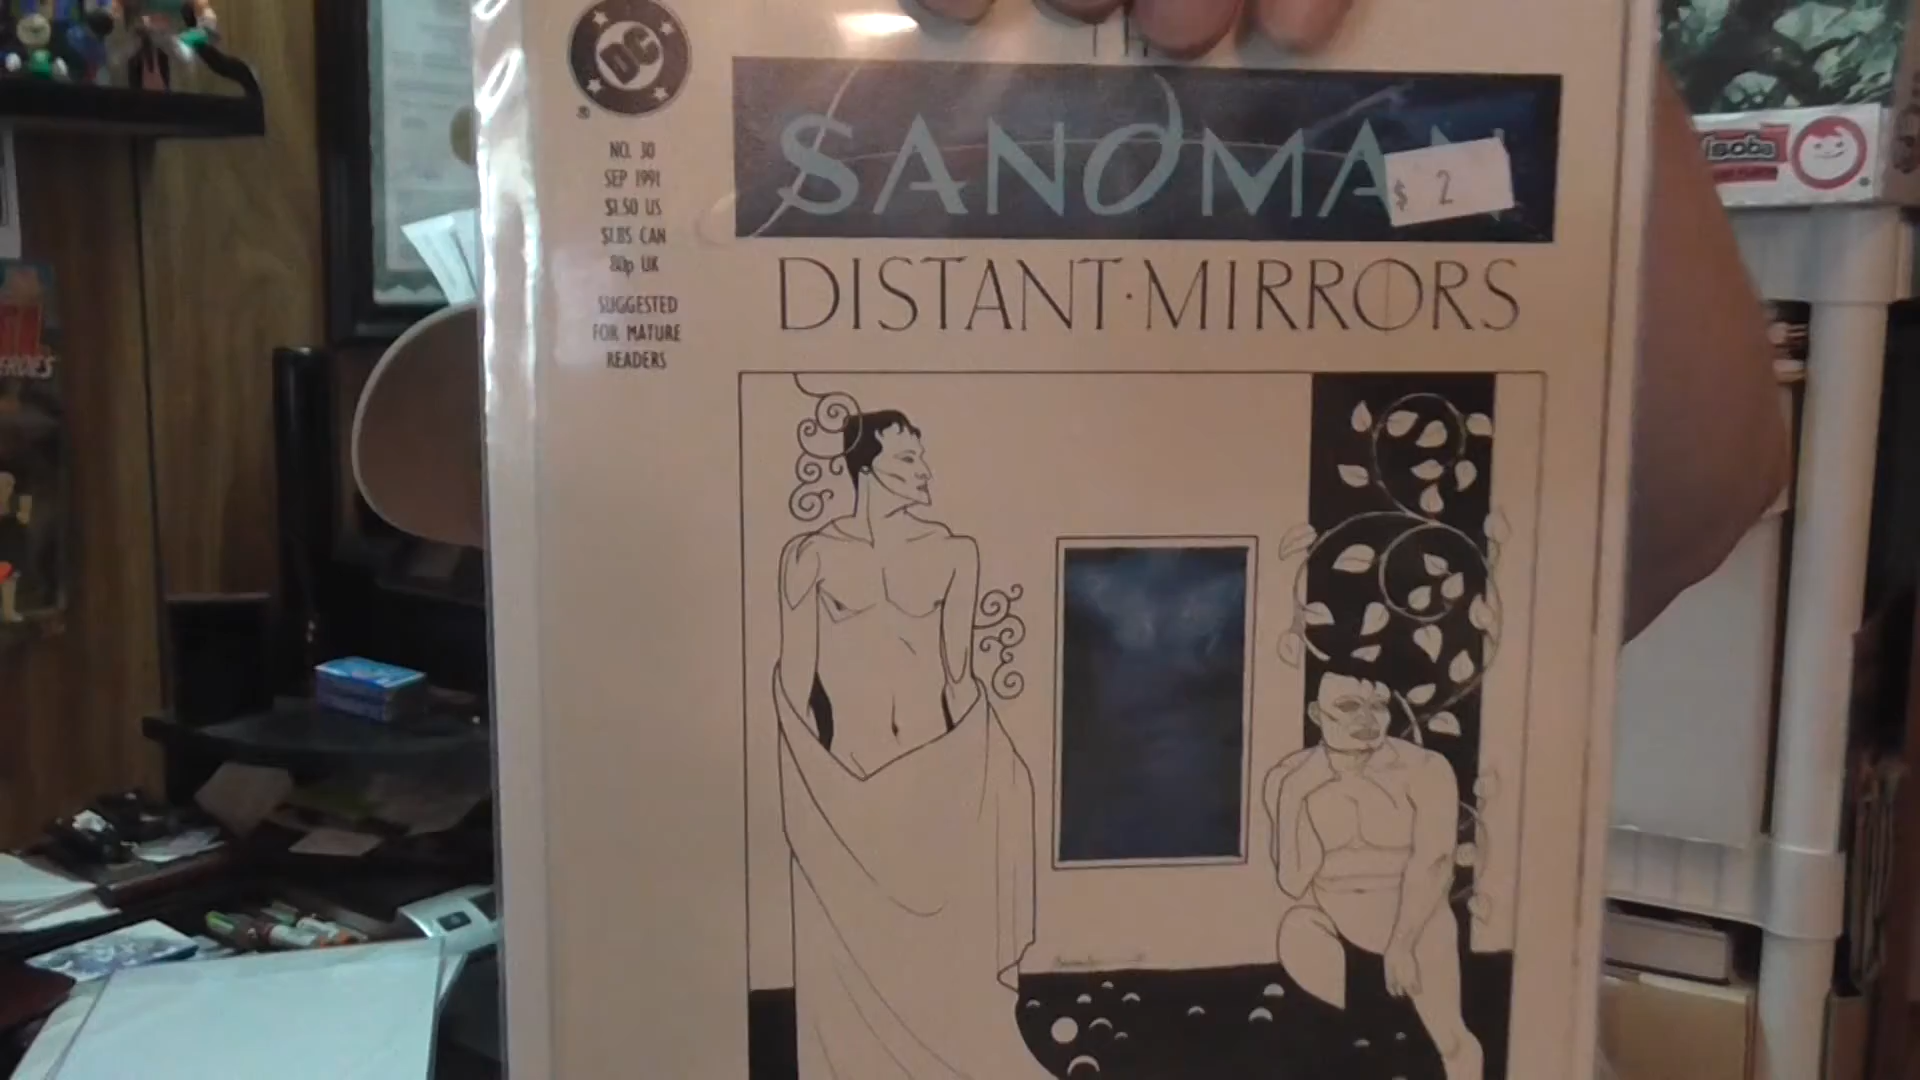 DC
®
NO. 30
SEP 1991
$1.50 US
$1.85 CAN
80p UK
SUGGESTED
FOR MATURE
READERS
SANDMA
$ 2
DISTANT·MIRRORS